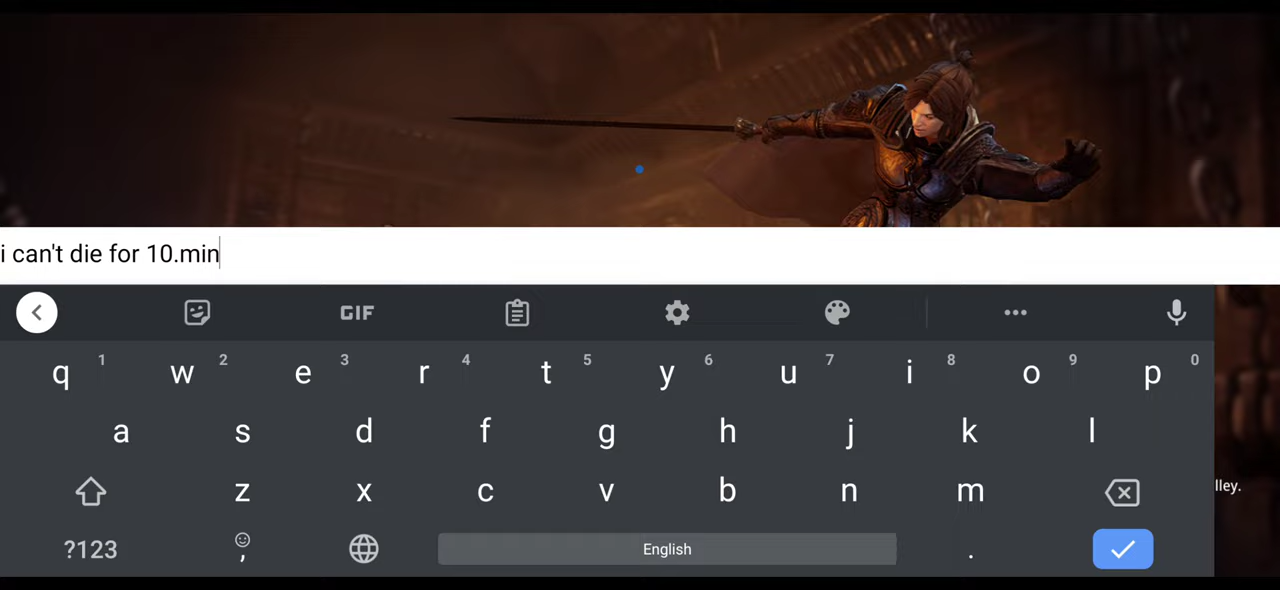 i can't die for 10.min
GIF
q 1 w 2 e 3 r 4 t 5 y 6 u 7 i 8 o 9 p 0
a s d f g h j k l
z x c v b n m
lley.
?123 , English .